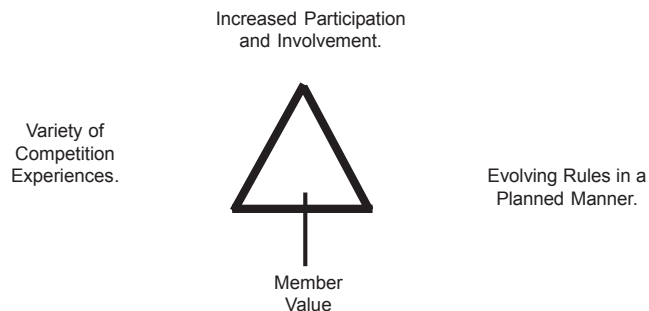 Increased Participation
and Involvement.
Variety of
Competition
Experiences.
Evolving Rules in a
Planned Manner.
Member
Value